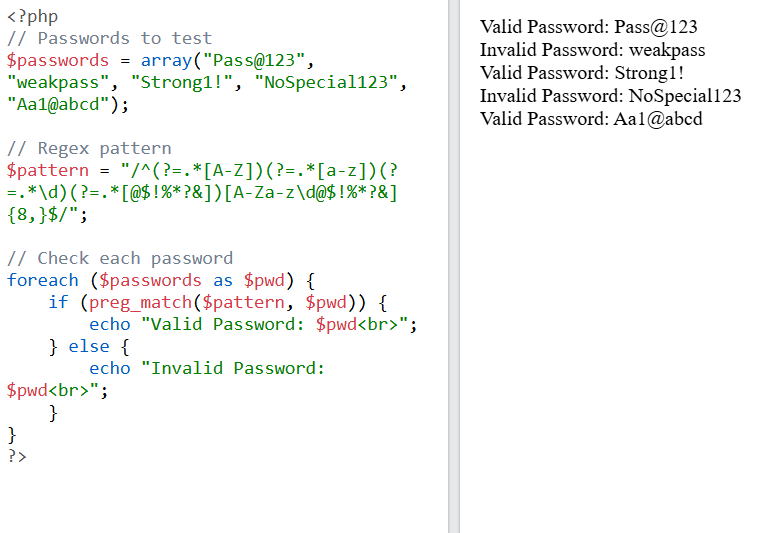 <?php
// Passwords to test
$passwords = array("Pass@123",
"weakpass", "Strong1!", "NoSpecial123",
"Aa1@abcd");
// Regex pattern
$pattern = "/^(?=.*[A-Z])(?=.*[a-z])(?
=.*\d)(?=.*[@$!%*?&])[A-Za-z\d@$!%*?&]
{8,}$/";
// Check each password
foreach ($passwords as $pwd) {
    if (preg_match($pattern, $pwd)) {
        echo "Valid Password: $pwd<br>";
    } else {
        echo "Invalid Password:
$pwd<br>";
    }
}
?>
Valid Password: Pass@123
Invalid Password: weakpass
Valid Password: Strong1!
Invalid Password: NoSpecial123
Valid Password: Aa1@abcd